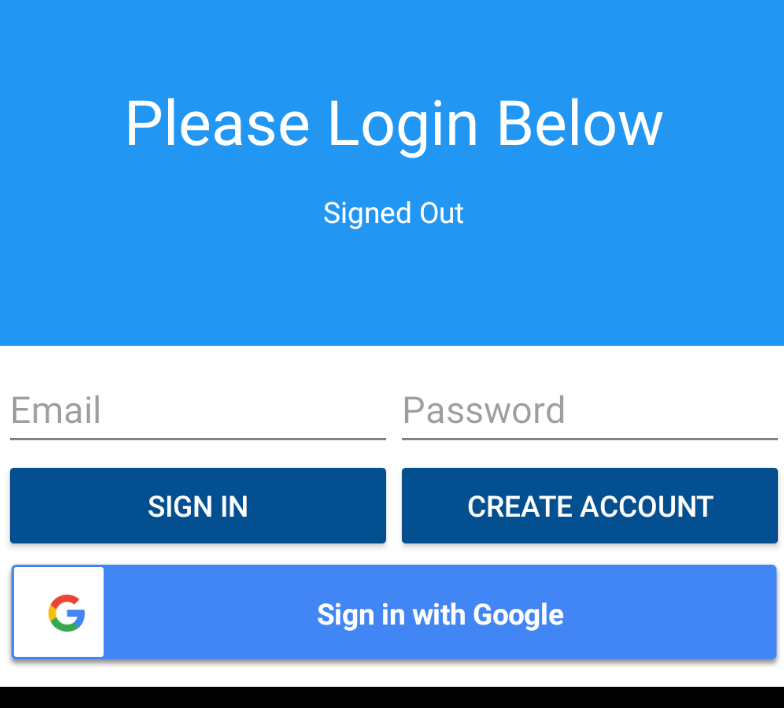 Please Login Below
Signed Out
Email
Password
SIGN IN
CREATE ACCOUNT
Sign in with Google